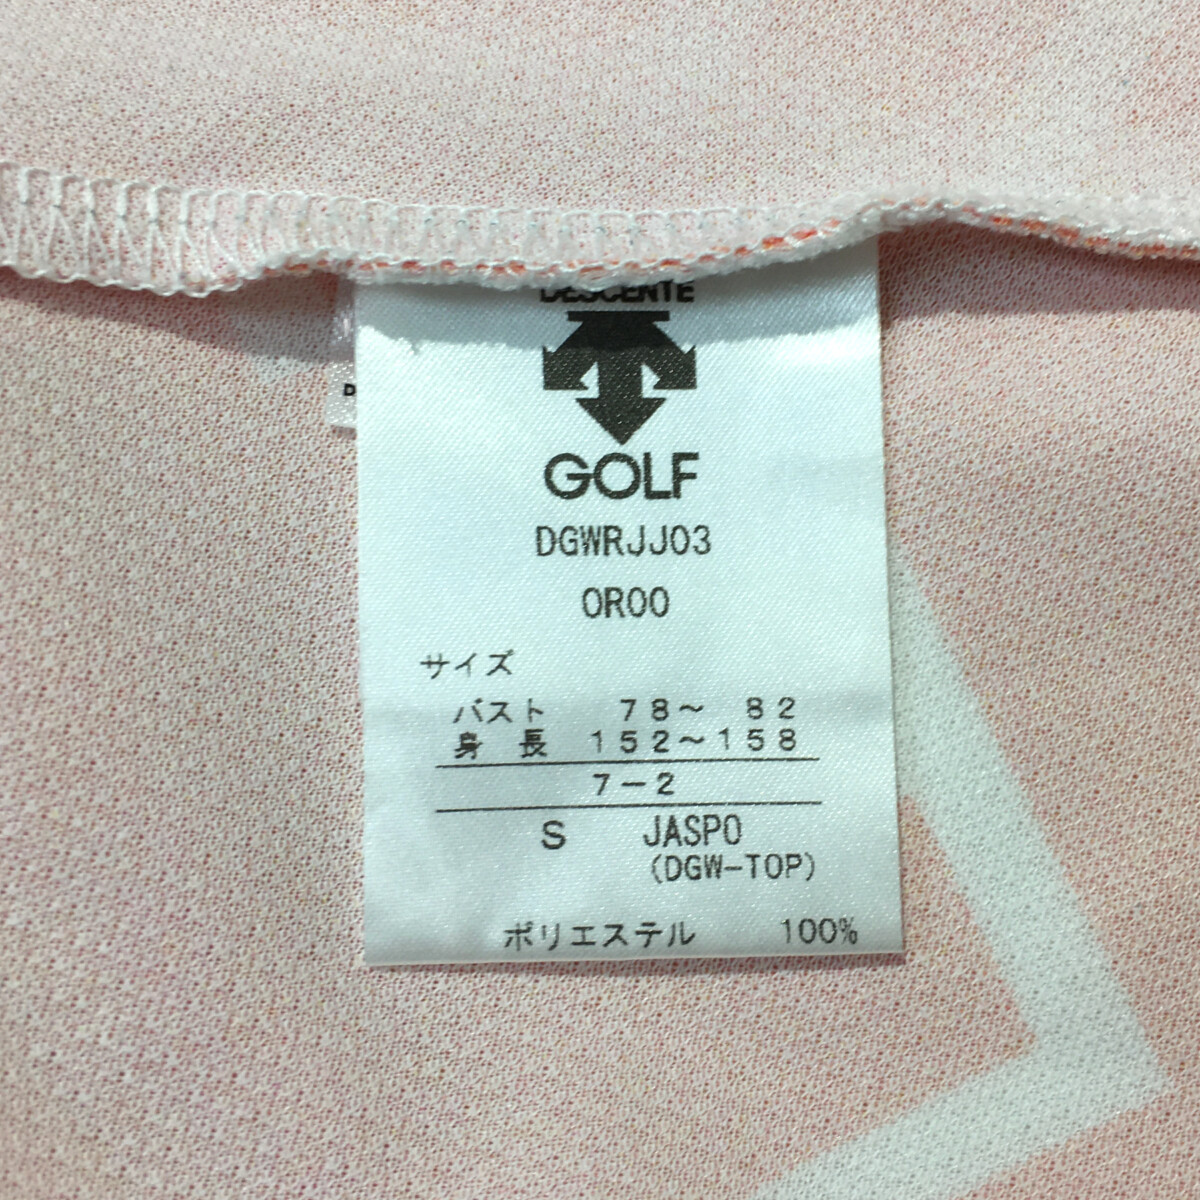 DESCENTE
GOLF
DGWRJJ03
OR00
サイズ
バスト 78～ 82
身 長 152～158
7－2
S JASPO
(DGW-TOP)
ポリエステル 100%